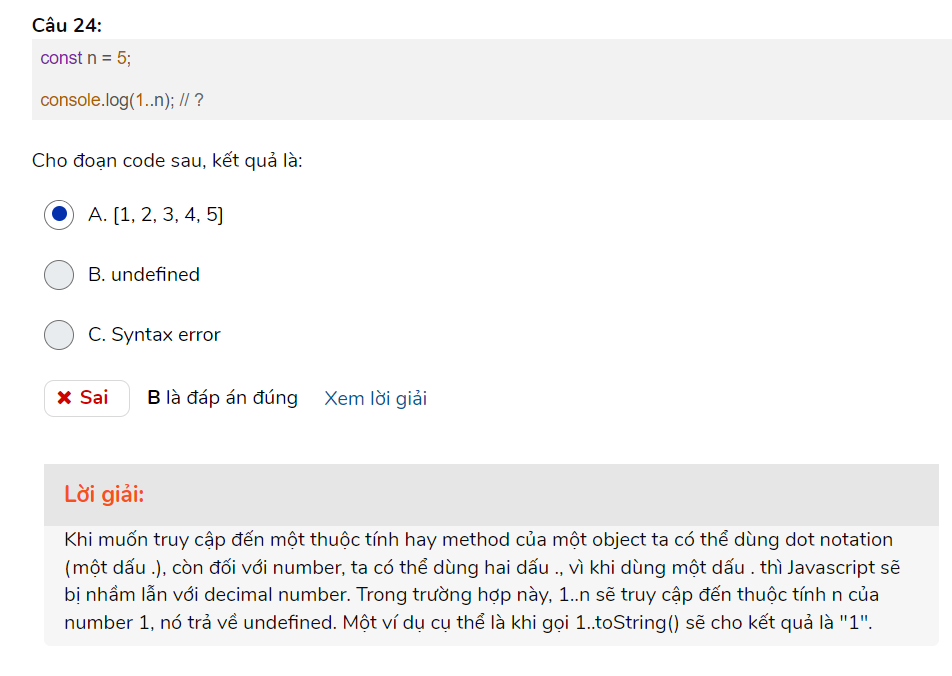 Câu 24:
const n = 5;
console.log(1..n); // ?
Cho đoạn code sau, kết quả là:
A. [1, 2, 3, 4, 5]
B. undefined
C. Syntax error
✖ Sai B là đáp án đúng Xem lời giải
Lời giải:
Khi muốn truy cập đến một thuộc tính hay method của một object ta có thể dùng dot notation
(một dấu .), còn đối với number, ta có thể dùng hai dấu ., vì khi dùng một dấu . thì Javascript sẽ
bị nhầm lẫn với decimal number. Trong trường hợp này, 1..n sẽ truy cập đến thuộc tính n của
number 1, nó trả về undefined. Một ví dụ cụ thể là khi gọi 1..toString() sẽ cho kết quả là "1".